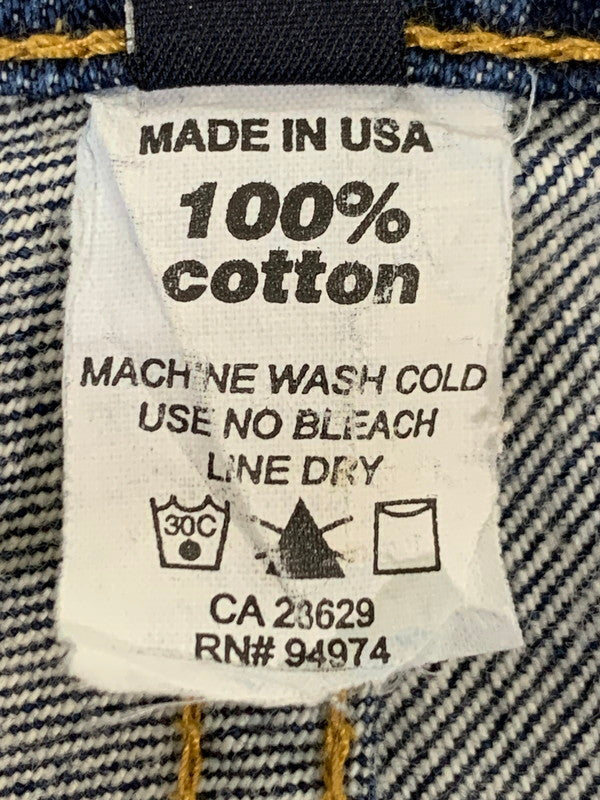 MADE IN USA
100%
cotton
MACHINE WASH COLD
USE NO BLEACH
LINE DRY
30C
CA 23629
RN# 94974